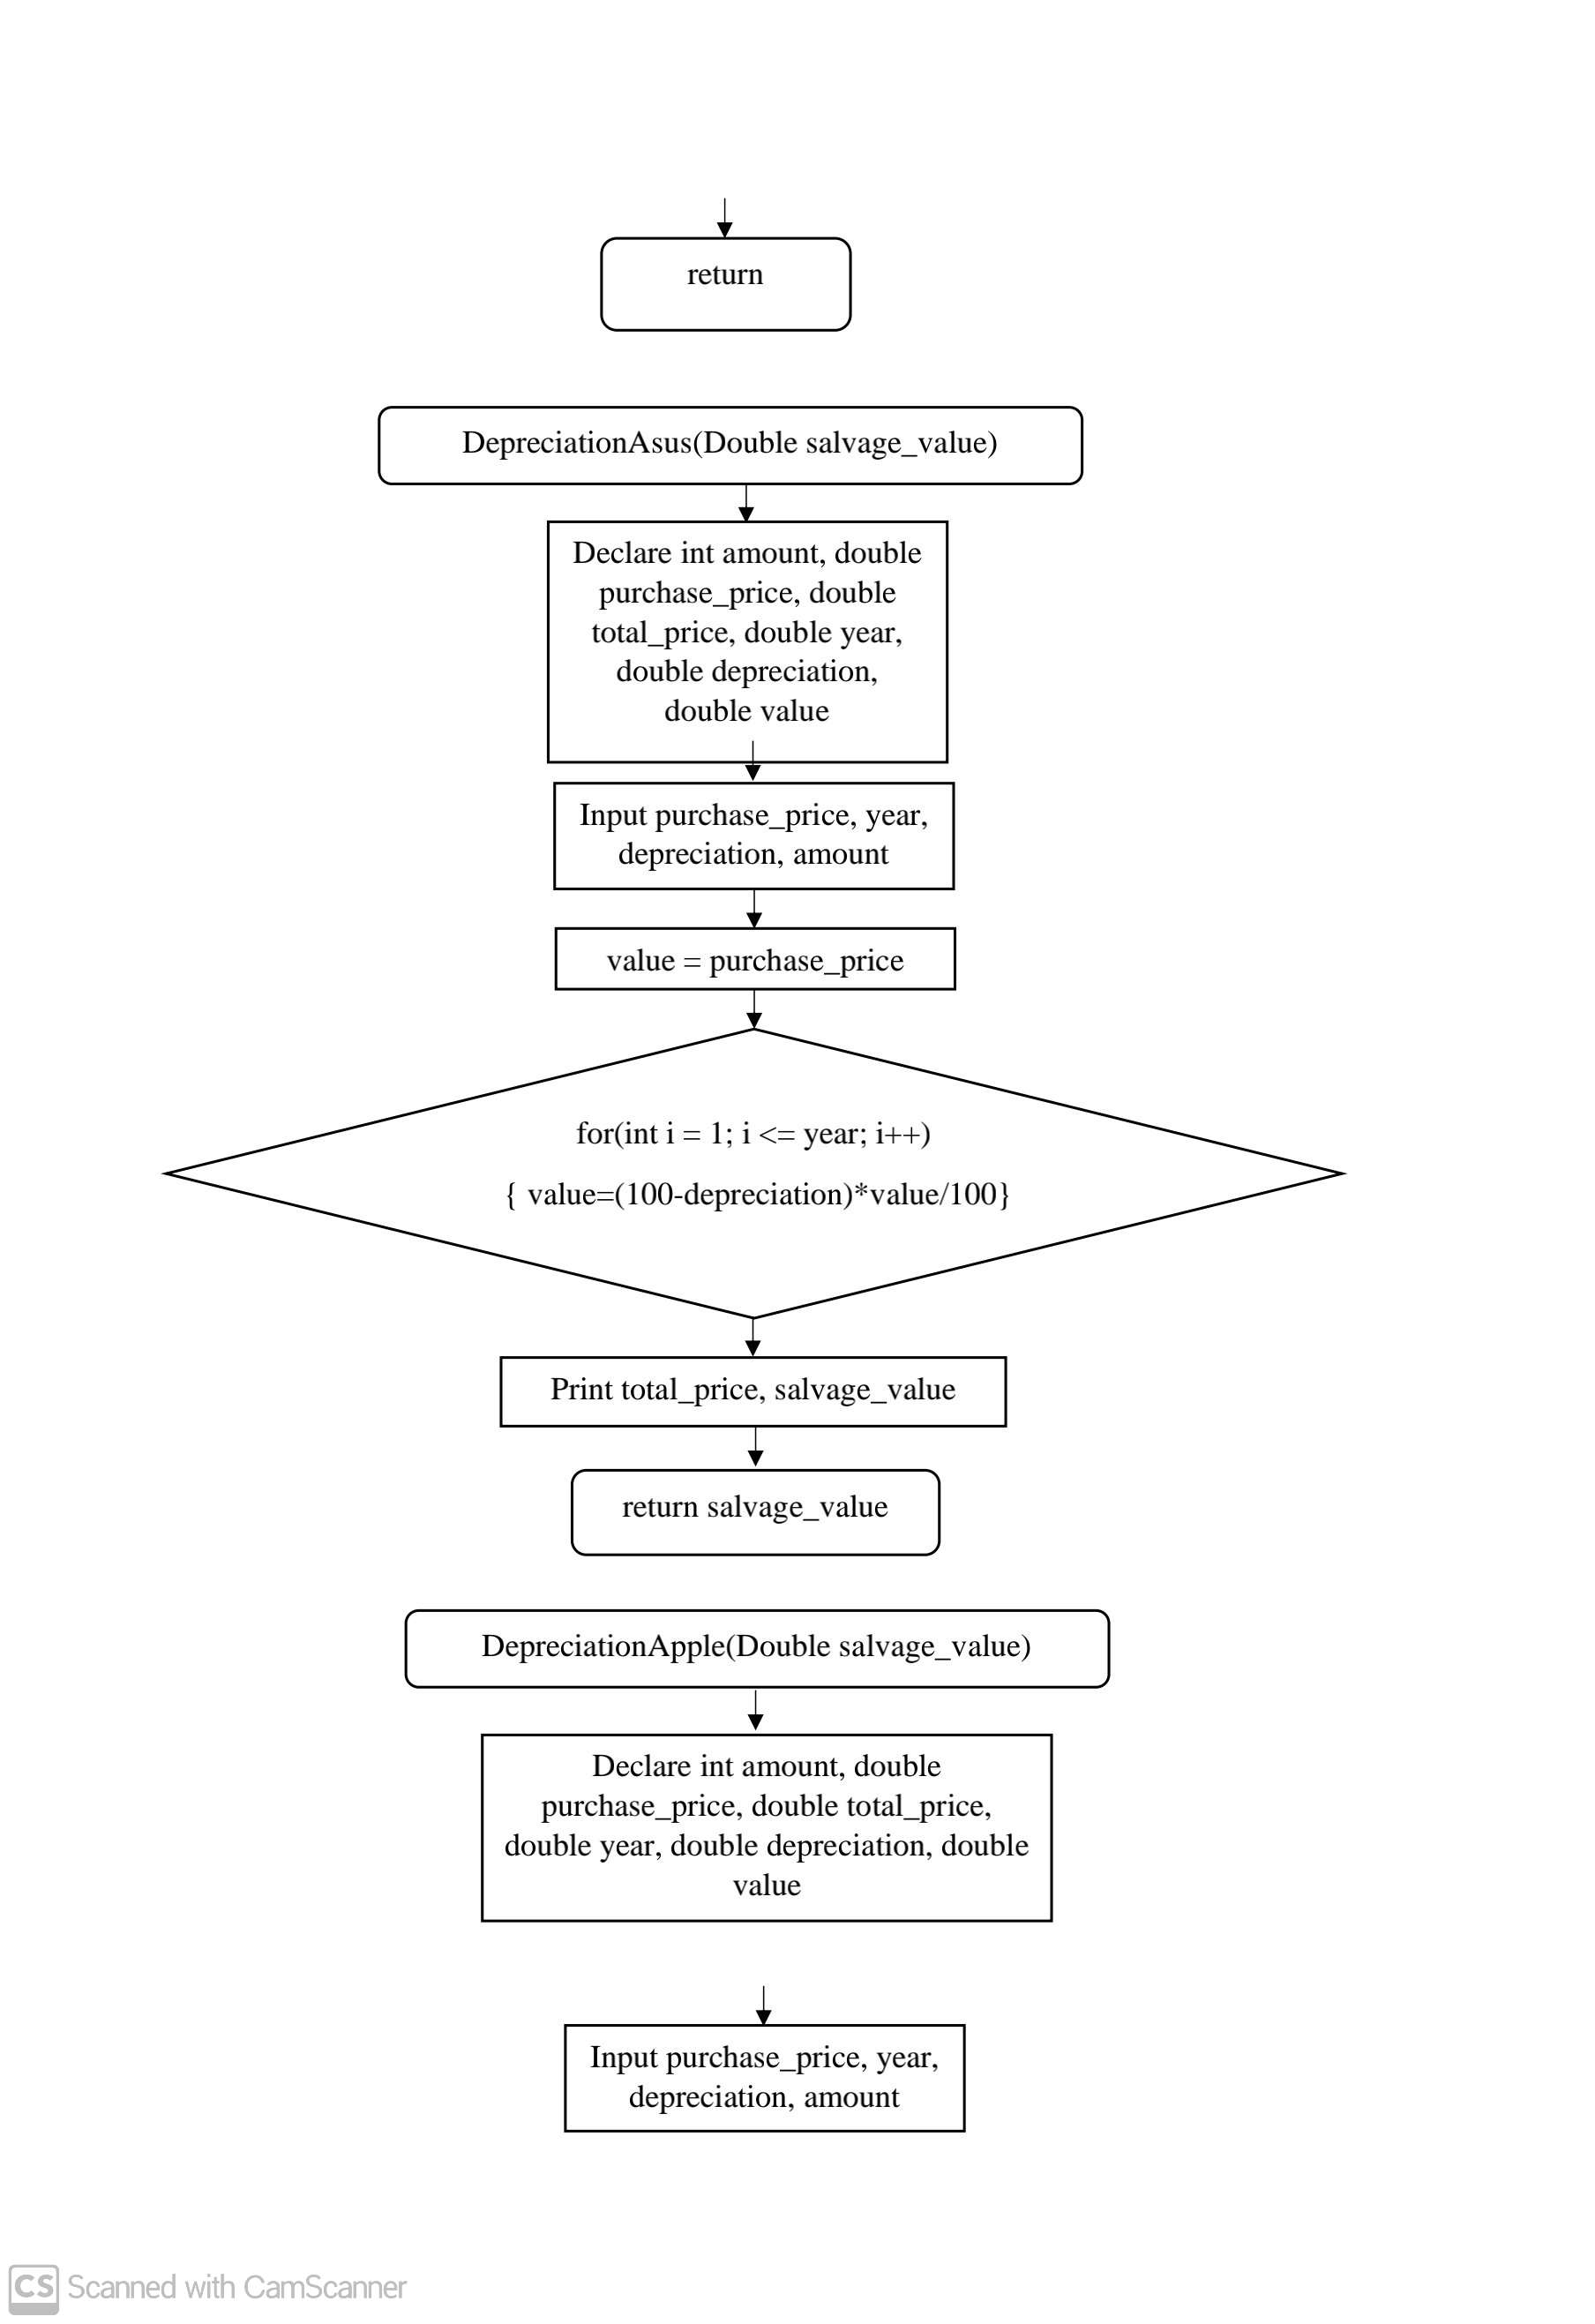 return
DepreciationAsus(Double salvage_value)
Declare int amount, double
purchase_price, double
total_price, double year,
double depreciation,
double value
Input purchase_price, year,
depreciation, amount
value = purchase_price
for(int i = 1; i <= year; i++)
{ value=(100-depreciation)*value/100}
Print total_price, salvage_value
return salvage_value
DepreciationApple(Double salvage_value)
Declare int amount, double
purchase_price, double total_price,
double year, double depreciation, double
value
Input purchase_price, year,
depreciation, amount
CS Scanned with CamScanner